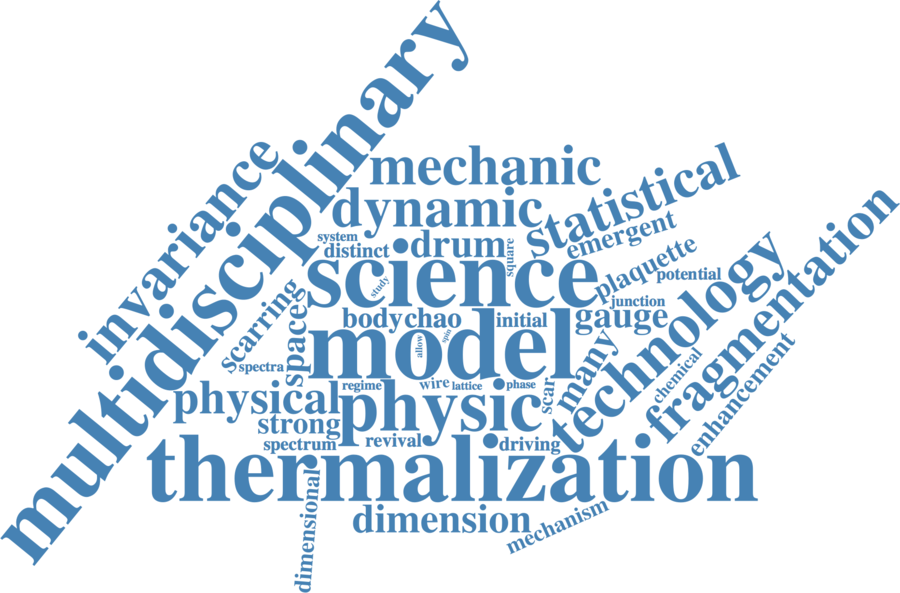 multidisciplinary
invariance
mechanic
dynamic
statistical
emergent
system
distinct
drum
square
science
study
plaquette
potential
junction
technology
fragmentation
scarring
space
bodychao
initial
gauge
model
allow
spin
many
spectra
regime
wire
lattice
phase
scar
chemical
enhancement
physical
physic
strong
spectrum
revival
driving
thermalization
dimensional
dimension
mechanism